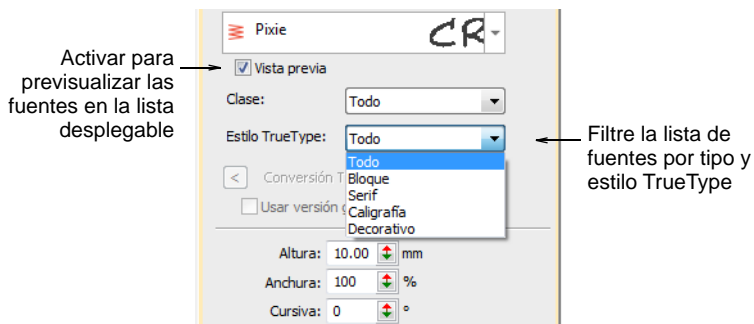 Pixie CR
Activar para
previsualizar las
fuentes en la lista
desplegable
Vista previa
Clase: Todo
Estilo TrueType: Todo
Todo
Bloque
Serif
Caligrafía
Decorativo
Filtre la lista de
fuentes por tipo y
estilo TrueType
< Conversión T
Usar versión
Altura: 10.00 mm
Anchura: 100 %
Cursiva: 0 °